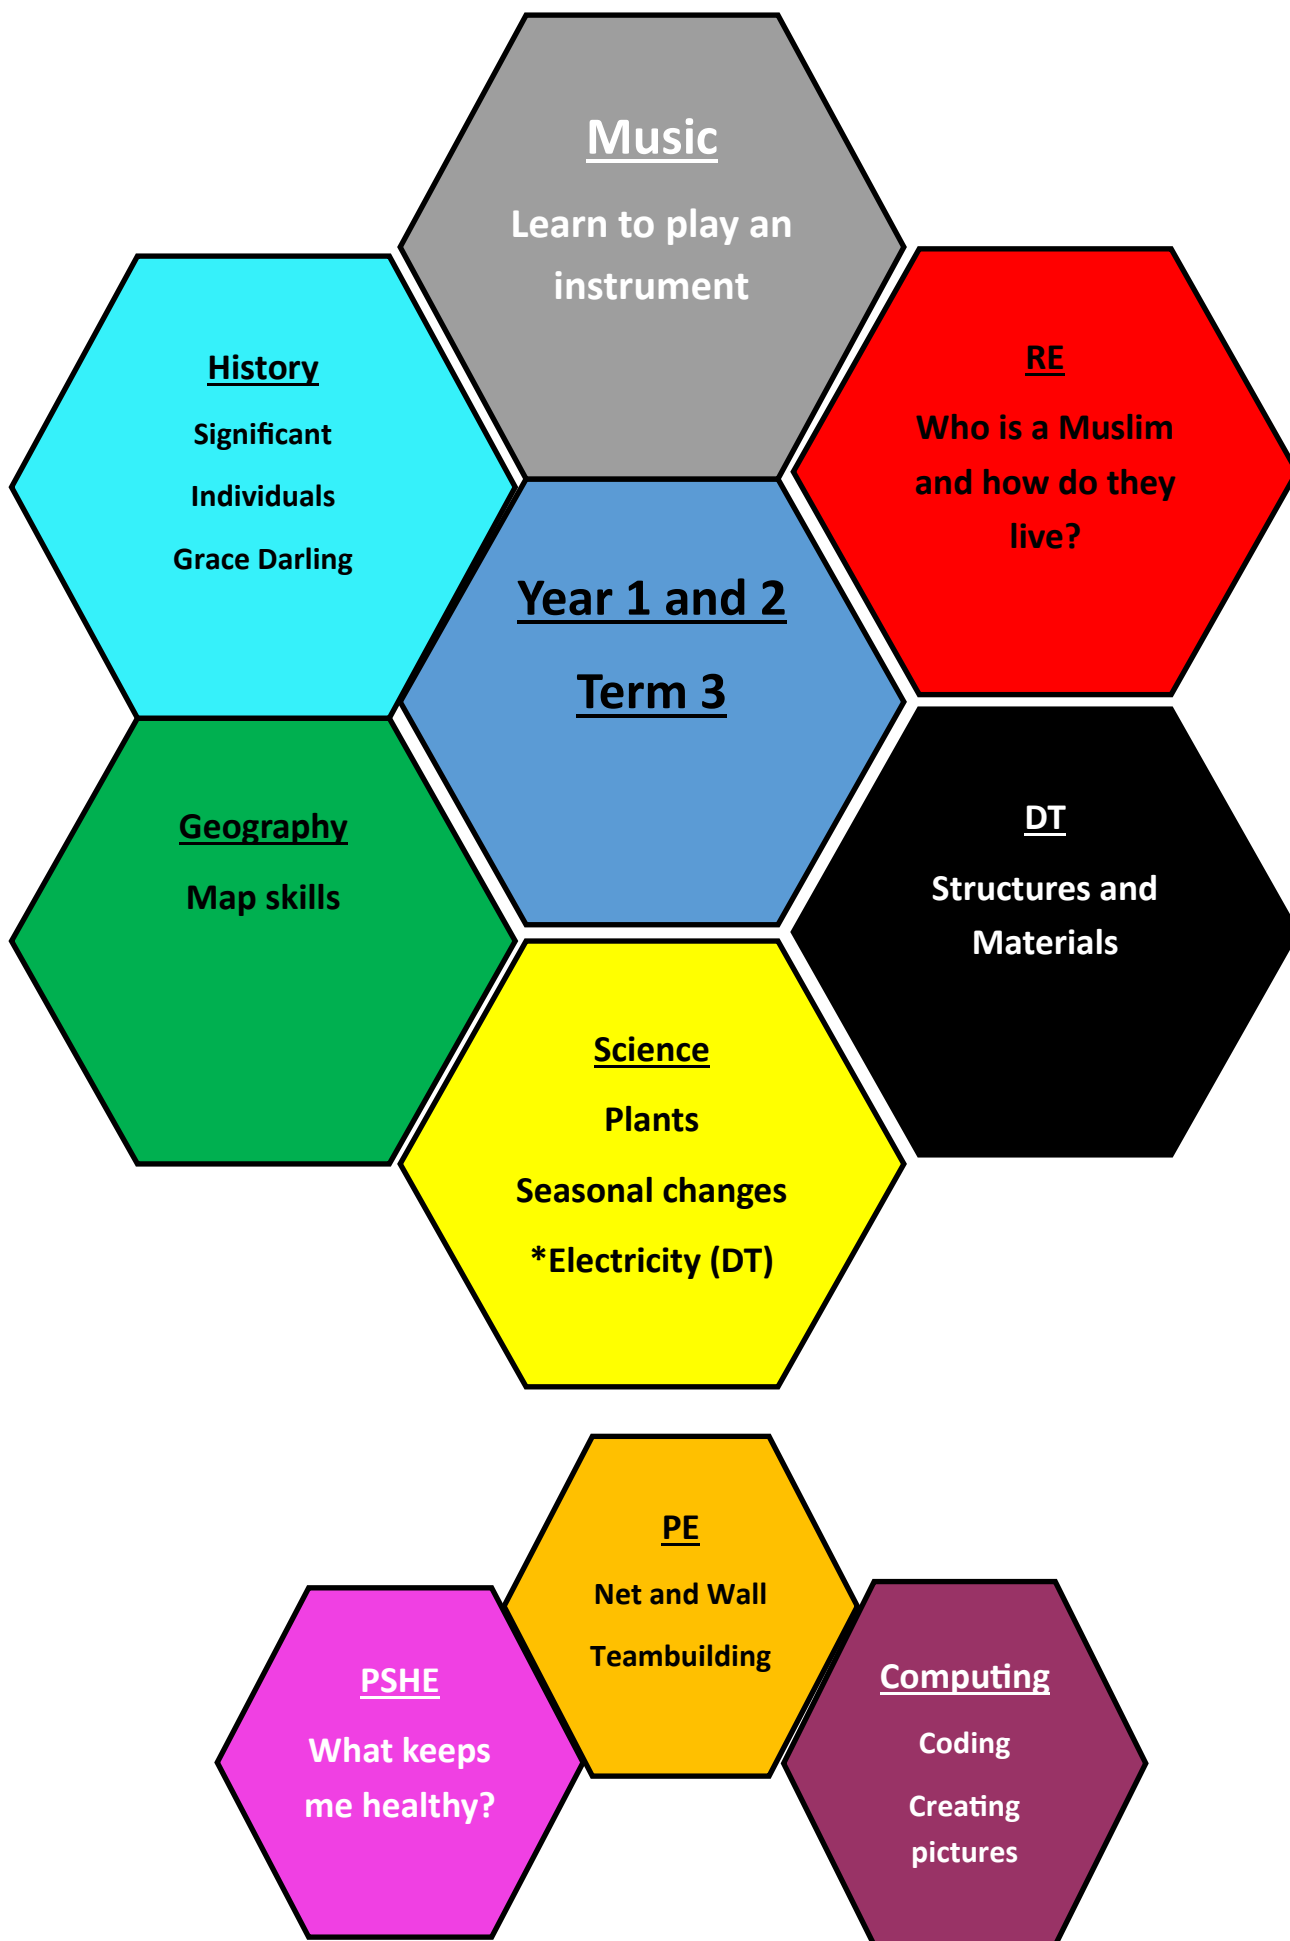 Music
Learn to play an
instrument
History
Significant
Individuals
Grace Darling
RE
Who is a Muslim
and how do they
live?
Year 1 and 2
Term 3
Geography
Map skills
DT
Structures and
Materials
Science
Plants
Seasonal changes
*Electricity (DT)
PE
Net and Wall
Teambuilding
PSHE
What keeps
me healthy?
Computing
Coding
Creating
pictures